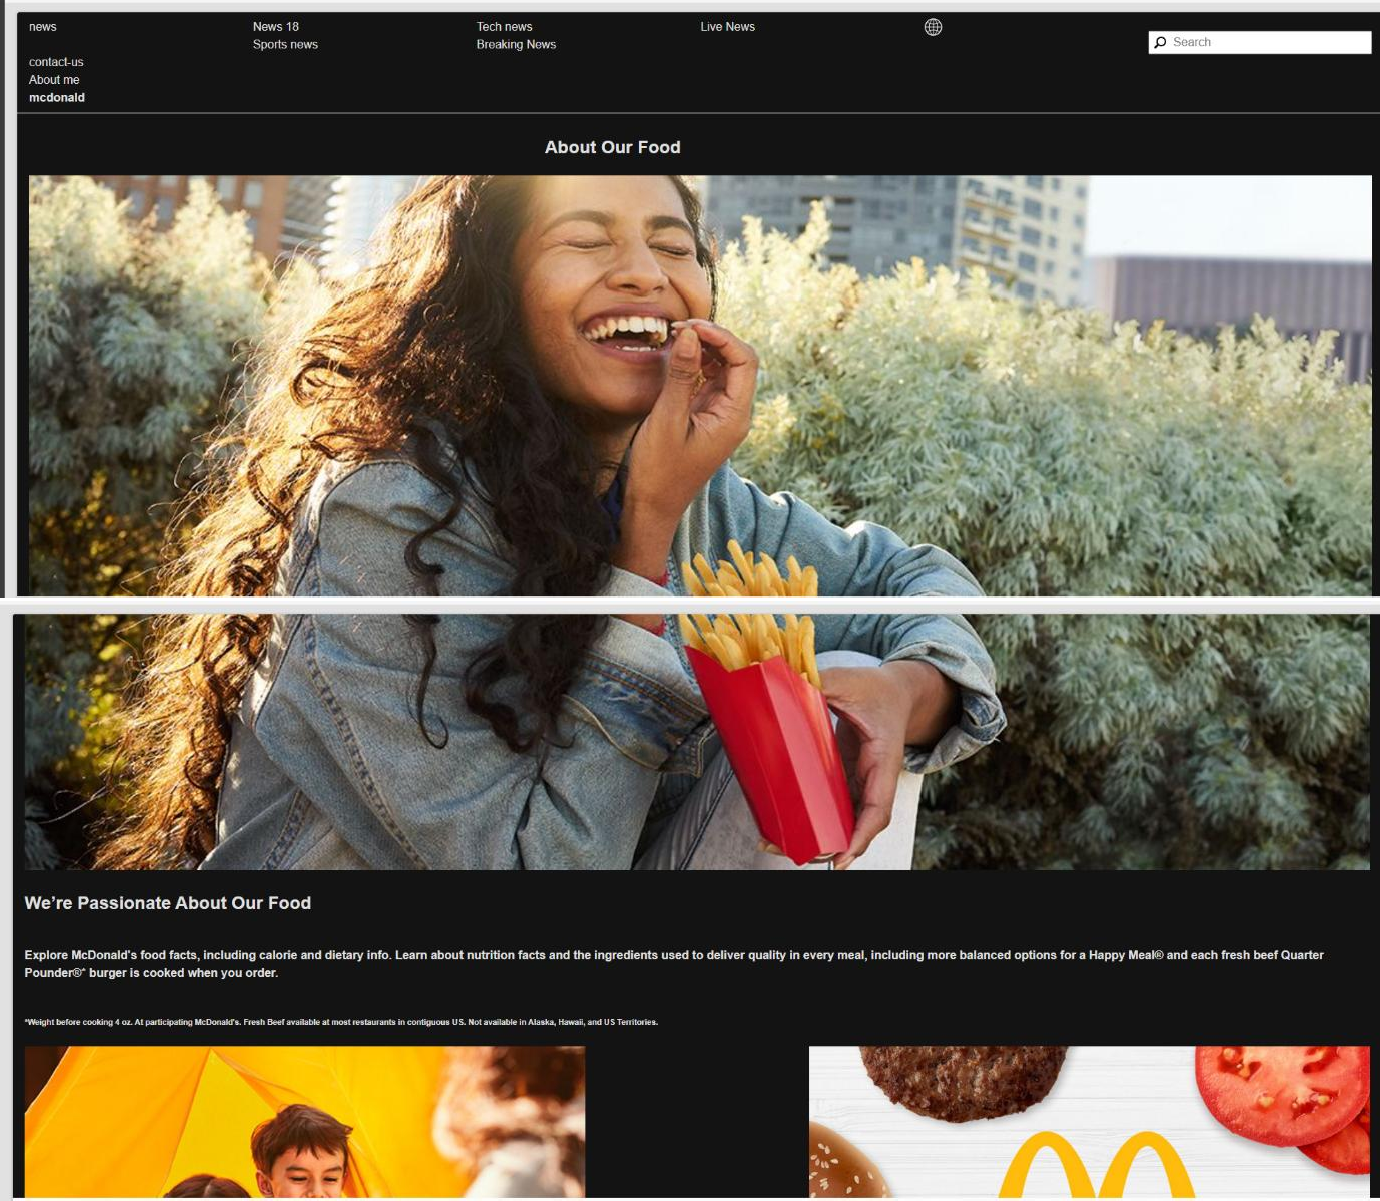 news
News 18
Tech news
Live News
Sports news
Breaking News
Search
contact-us
About me
mcdonald
About Our Food
We’re Passionate About Our Food
Explore McDonald's food facts, including calorie and dietary info. Learn about nutrition facts and the ingredients used to deliver quality in every meal, including more balanced options for a Happy Meal® and each fresh beef Quarter
Pounder®* burger is cooked when you order.
*Weight before cooking 4 oz. At participating McDonald's. Fresh Beef available at most restaurants in contiguous US. Not available in Alaska, Hawaii, and US Territories.